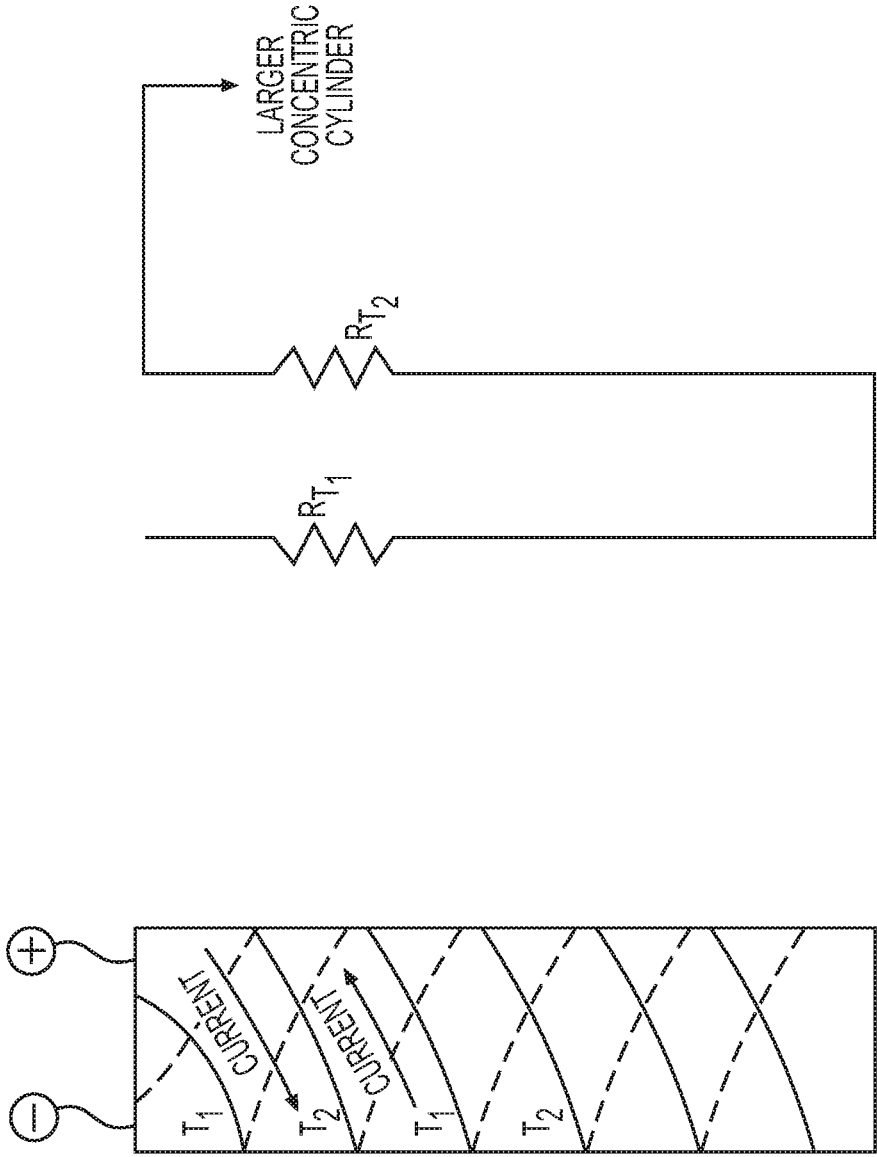 LARGER
CONCENTRIC
CYLINDER
RT2
RT1
+
CURRENT
CURRENT
−
T1
T2
T1
T2